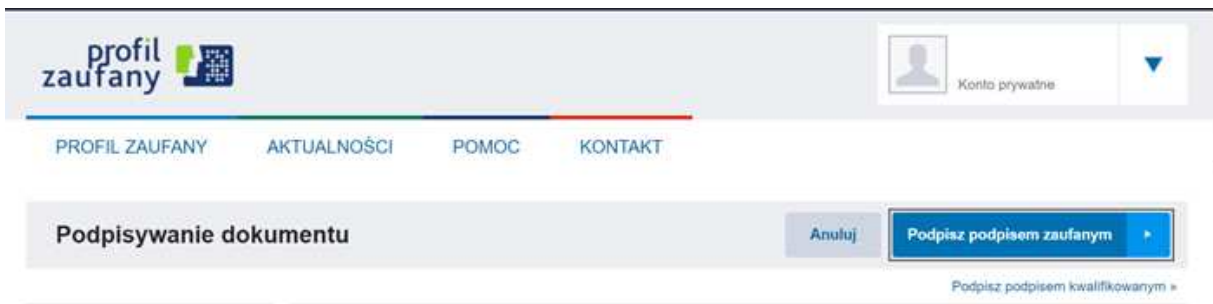 profil
zaufany
Konto prywatne
PROFIL ZAUFANY AKTUALNOŚCI POMOC KONTAKT
Podpisywanie dokumentu Anuluj Podpisz podpisem zaufanym
Podpisz podpisem kwalifikowanym »